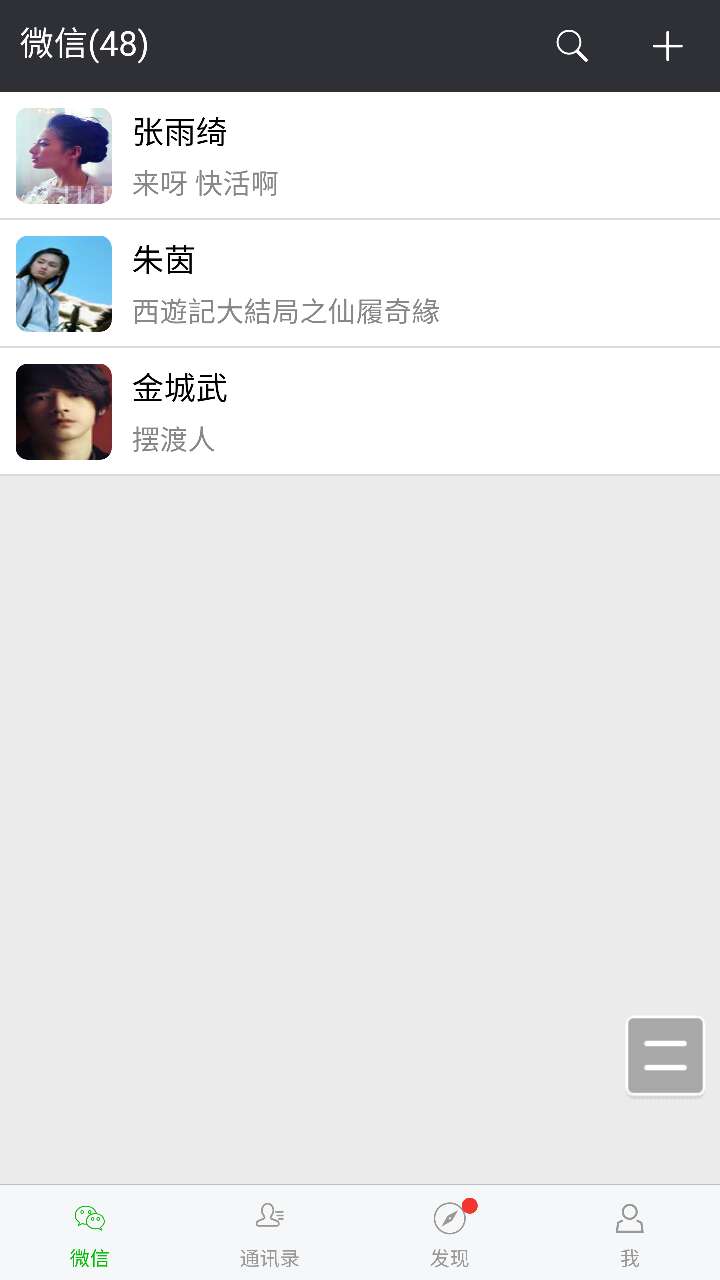 微信(48)
张雨绮
来呀 快活啊
朱茵
西遊記大結局之仙履奇緣
金城武
摆渡人
微信
通讯录
发现
我